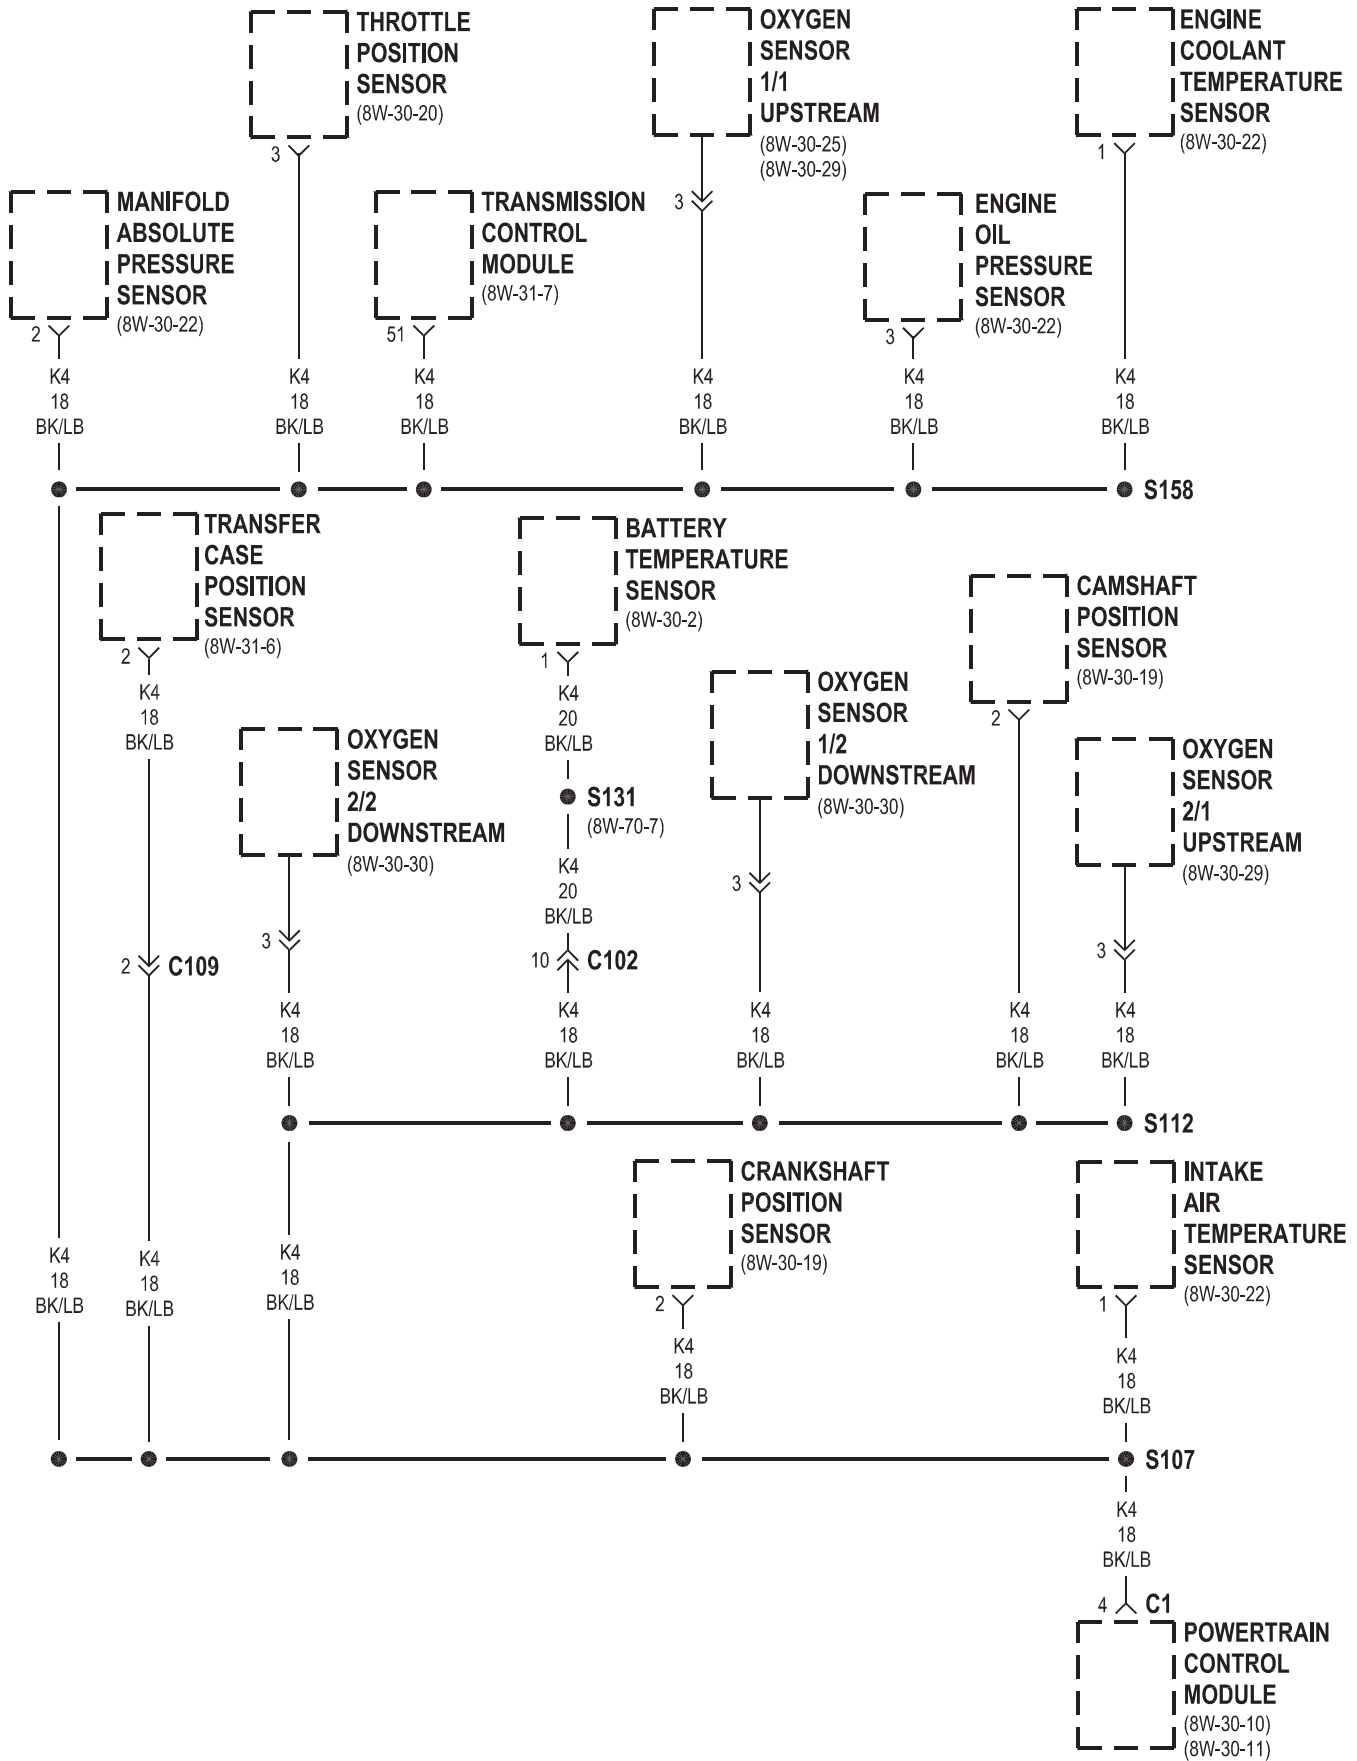 THROTTLE
POSITION
SENSOR
(8W-30-20)
3
OXYGEN
SENSOR
1/1
UPSTREAM
(8W-30-25)
(8W-30-29)
3
ENGINE
COOLANT
TEMPERATURE
SENSOR
(8W-30-22)
1
MANIFOLD
ABSOLUTE
PRESSURE
SENSOR
(8W-30-22)
2
TRANSMISSION
CONTROL
MODULE
(8W-31-7)
51
ENGINE
OIL
PRESSURE
SENSOR
(8W-30-22)
3
K4 K4 K4 K4 K4 K4
18 18 18 18 18 18
BK/LB BK/LB BK/LB BK/LB BK/LB BK/LB
S158
TRANSFER
CASE
POSITION
SENSOR
(8W-31-6)
2
K4
18
BK/LB
BATTERY
TEMPERATURE
SENSOR
(8W-30-2)
1
K4
20
BK/LB
S131
(8W-70-7)
K4
20
BK/LB
CAMSHAFT
POSITION
SENSOR
(8W-30-19)
2
OXYGEN
SENSOR
1/2
DOWNSTREAM
(8W-30-30)
3
OXYGEN
SENSOR
2/2
DOWNSTREAM
(8W-30-30)
3
OXYGEN
SENSOR
2/1
UPSTREAM
(8W-30-29)
3
2 C109
10 C102
K4 K4 K4 K4 K4
18 18 18 18 18
BK/LB BK/LB BK/LB BK/LB BK/LB
S112
CRANKSHAFT
POSITION
SENSOR
(8W-30-19)
2
INTAKE
AIR
TEMPERATURE
SENSOR
(8W-30-22)
1
K4 K4 K4
18 18 18
BK/LB BK/LB BK/LB
K4 K4
18 18
BK/LB BK/LB
S107
K4
18
BK/LB
4 C1
POWERTRAIN
CONTROL
MODULE
(8W-30-10)
(8W-30-11)